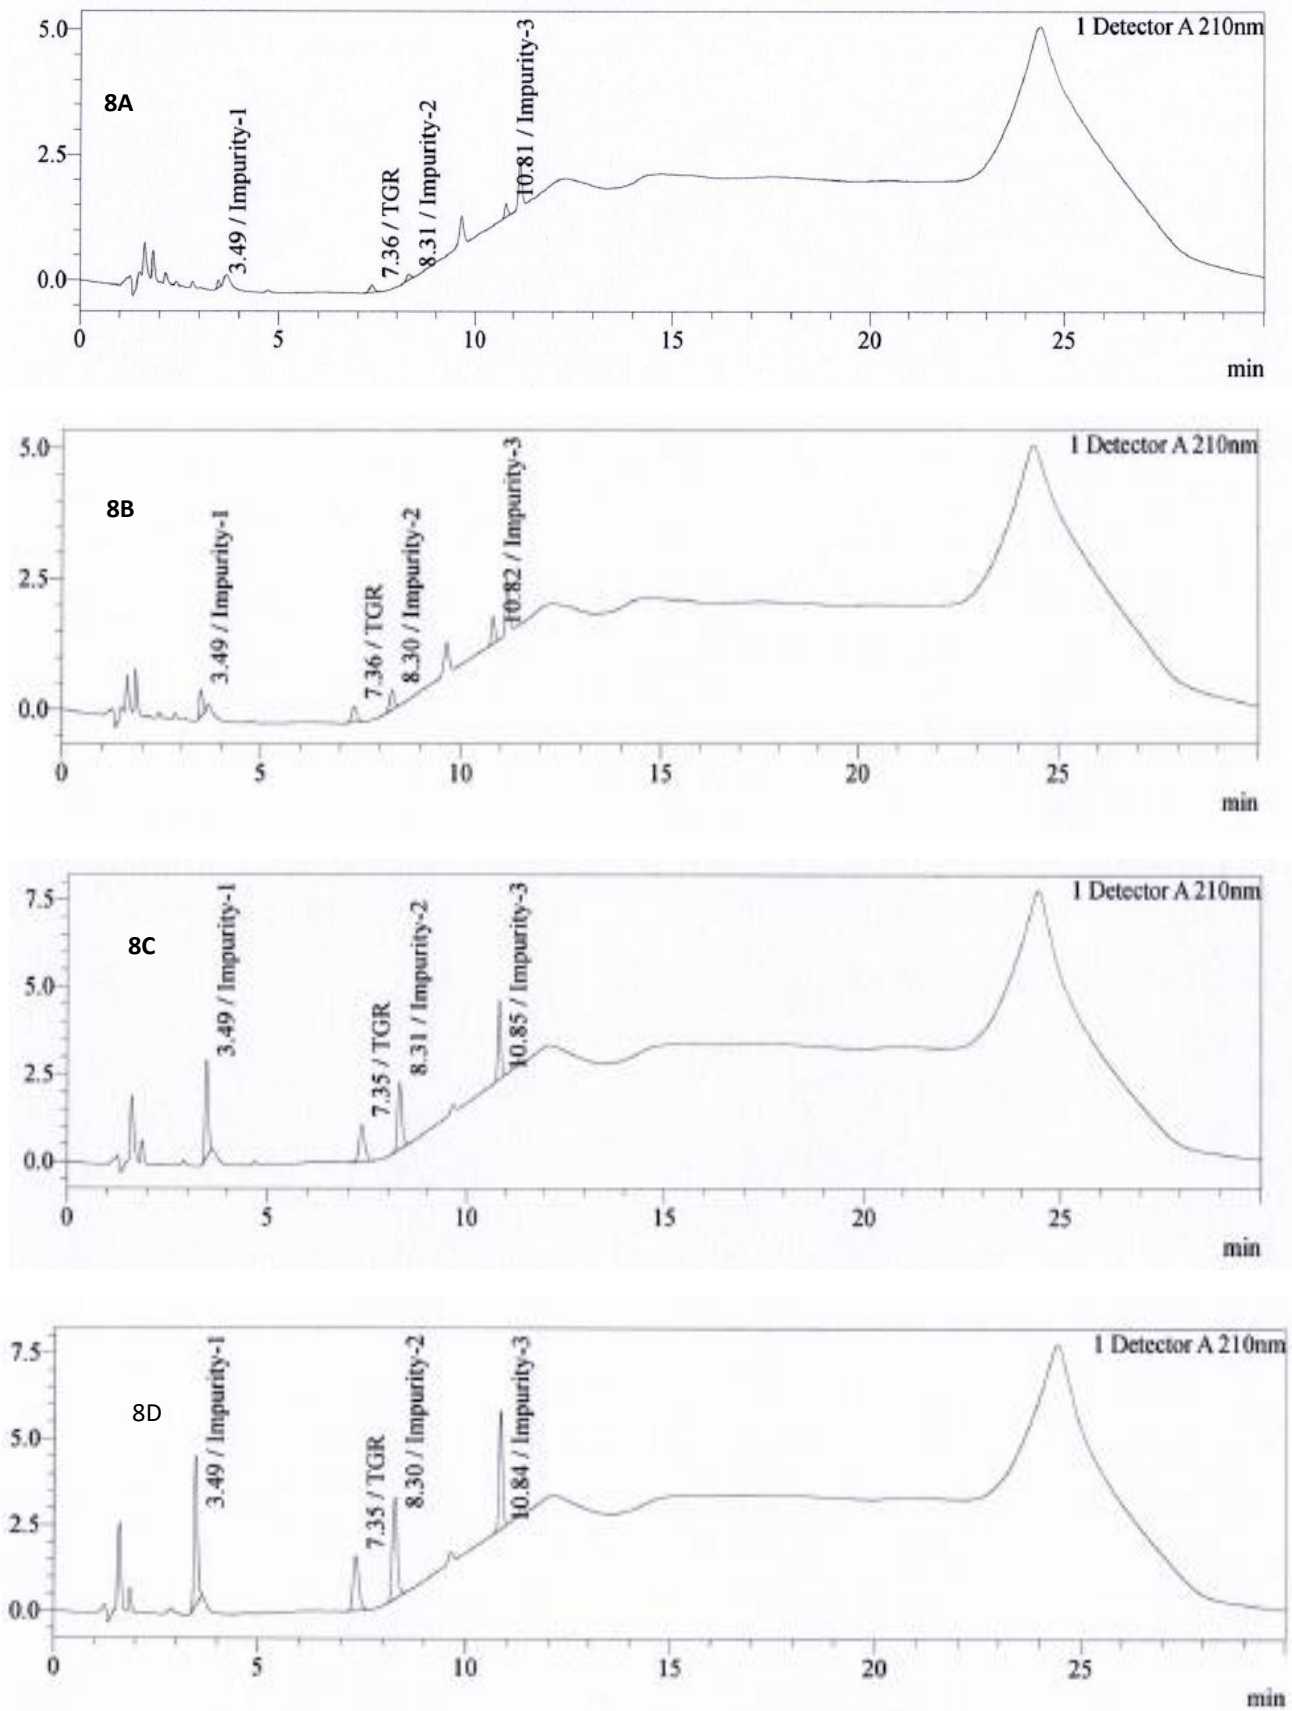 1 Detector A 210nm
5.0
2.5
0.0
8A
3.49 / Impurity-1
7.36 / TGR
8.31 / Impurity-2
10.81 / Impurity-3
0 5 10 15 20 25
min
1 Detector A 210nm
5.0
2.5
0.0
8B
3.49 / Impurity-1
7.36 / TGR
8.30 / Impurity-2
10.82 / Impurity-3
0 5 10 15 20 25
min
1 Detector A 210nm
7.5
5.0
2.5
0.0
8C
3.49 / Impurity-1
7.35 / TGR
8.31 / Impurity-2
10.85 / Impurity-3
0 5 10 15 20 25
min
1 Detector A 210nm
7.5
5.0
2.5
0.0
8D
3.49 / Impurity-1
7.35 / TGR
8.30 / Impurity-2
10.84 / Impurity-3
0 5 10 15 20 25
min